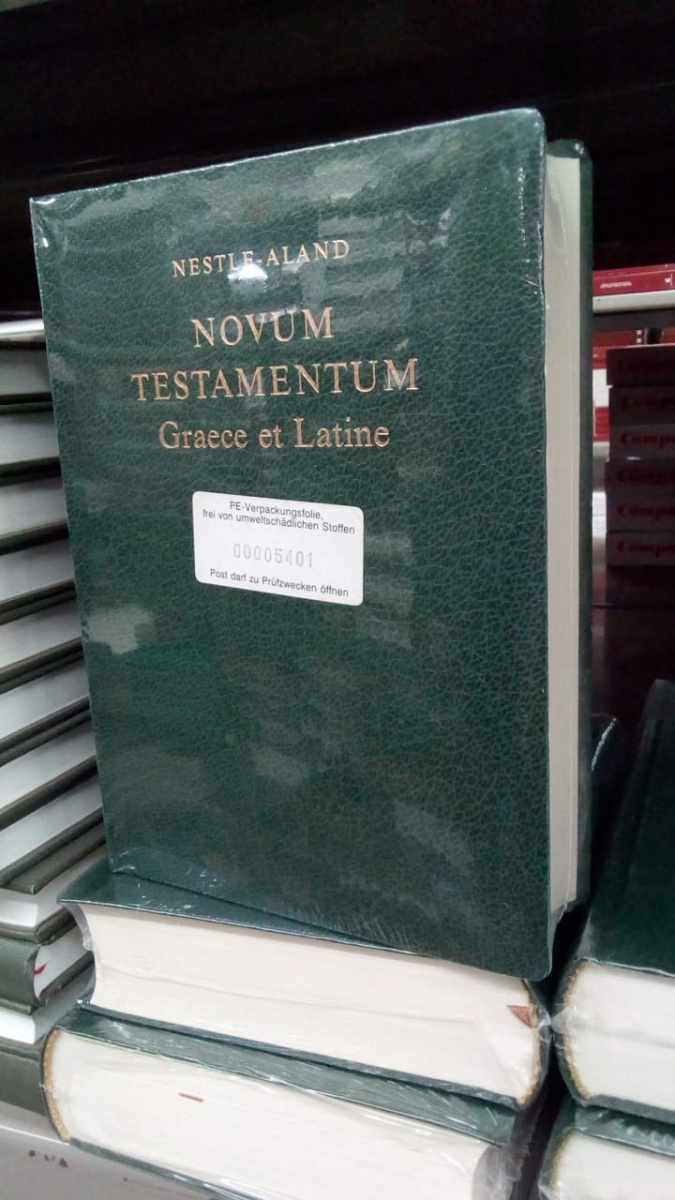 NESTLE-ALAND
NOVUM
TESTAMENTUM
Graece et Latine
PE-Verpackungsfolie,
frei von umweltschädlichen Stoffen
00005401
Post darf zu Prüfzwecken öffnen